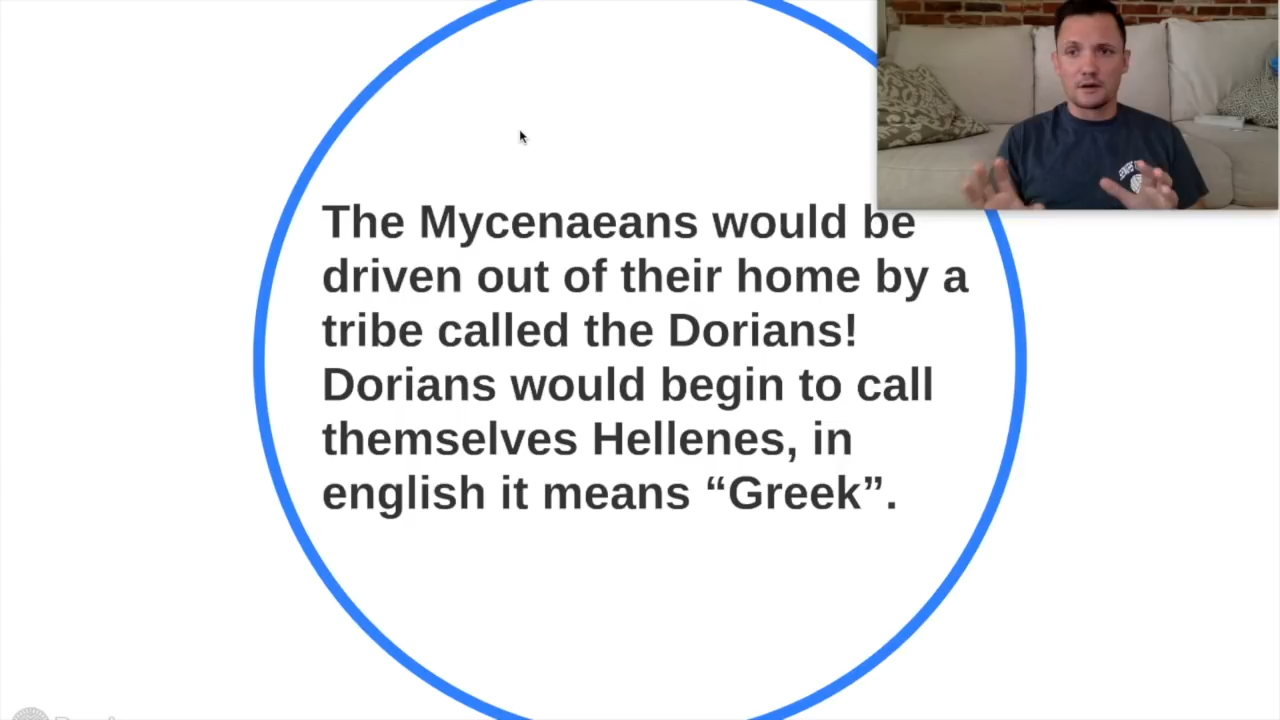 The Mycenaeans would be
driven out of their home by a
tribe called the Dorians!
Dorians would begin to call
themselves Hellenes, in
english it means “Greek”.